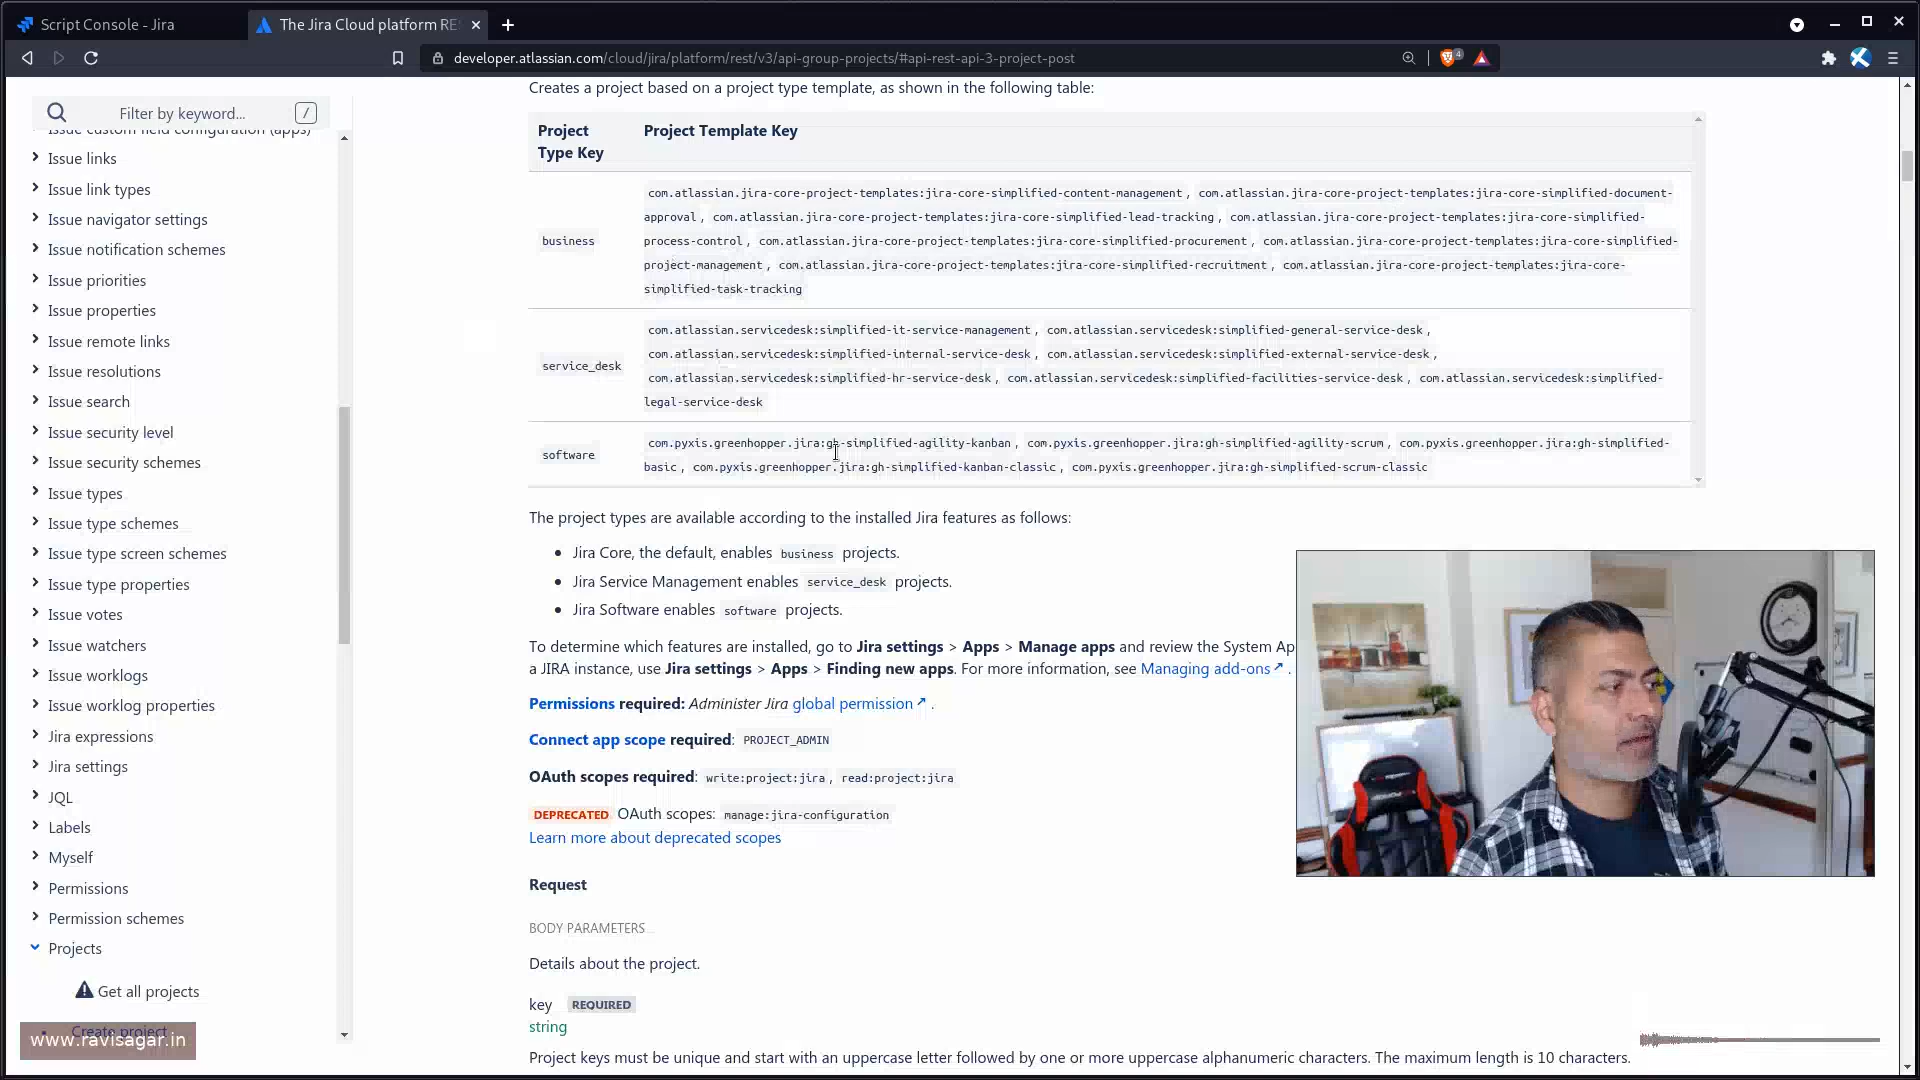 Script Console - Jira
The Jira Cloud platform RE
developer.atlassian.com/cloud/jira/platform/rest/v3/api-group-projects/#api-rest-api-3-project-post
4
Filter by keyword...
/
Issue custom field configuration (apps)
Issue links
Issue link types
Issue navigator settings
Issue notification schemes
Issue priorities
Issue properties
Issue remote links
Issue resolutions
Issue search
Issue security level
Issue security schemes
Issue types
Issue type schemes
Issue type screen schemes
Issue type properties
Issue votes
Issue watchers
Issue worklogs
Issue worklog properties
Jira expressions
Jira settings
JQL
Labels
Myself
Permissions
Permission schemes
Projects
Get all projects
Create project
www.ravisagar.in
Creates a project based on a project type template, as shown in the following table:
Project
Type Key
Project Template Key
business
com.atlassian.jira-core-project-templates:jira-core-simplified-content-management, com.atlassian.jira-core-project-templates:jira-core-simplified-document-
approval, com.atlassian.jira-core-project-templates:jira-core-simplified-lead-tracking, com.atlassian.jira-core-project-templates:jira-core-simplified-
process-control, com.atlassian.jira-core-project-templates:jira-core-simplified-procurement, com.atlassian.jira-core-project-templates:jira-core-simplified-
project-management, com.atlassian.jira-core-project-templates:jira-core-simplified-recruitment, com.atlassian.jira-core-project-templates:jira-core-
simplified-task-tracking
service_desk
com.atlassian.servicedesk:simplified-it-service-management, com.atlassian.servicedesk:simplified-general-service-desk,
com.atlassian.servicedesk:simplified-internal-service-desk, com.atlassian.servicedesk:simplified-external-service-desk,
com.atlassian.servicedesk:simplified-hr-service-desk, com.atlassian.servicedesk:simplified-facilities-service-desk, com.atlassian.servicedesk:simplified-
legal-service-desk
software
com.pyxis.greenhopper.jira:gh-simplified-agility-kanban, com.pyxis.greenhopper.jira:gh-simplified-agility-scrum, com.pyxis.greenhopper.jira:gh-simplified-
basic, com.pyxis.greenhopper.jira:gh-simplified-kanban-classic, com.pyxis.greenhopper.jira:gh-simplified-scrum-classic
The project types are available according to the installed Jira features as follows:
Jira Core, the default, enables business projects.
Jira Service Management enables service_desk projects.
Jira Software enables software projects.
To determine which features are installed, go to Jira settings > Apps > Manage apps and review the System Ap
a JIRA instance, use Jira settings > Apps > Finding new apps. For more information, see Managing add-ons.
Permissions required: Administer Jira global permission.
Connect app scope required: PROJECT_ADMIN
OAuth scopes required: write:project:jira, read:project:jira
DEPRECATED OAuth scopes: manage:jira-configuration
Learn more about deprecated scopes
Request
BODY PARAMETERS
Details about the project.
key REQUIRED
string
Project keys must be unique and start with an uppercase letter followed by one or more uppercase alphanumeric characters. The maximum length is 10 characters.